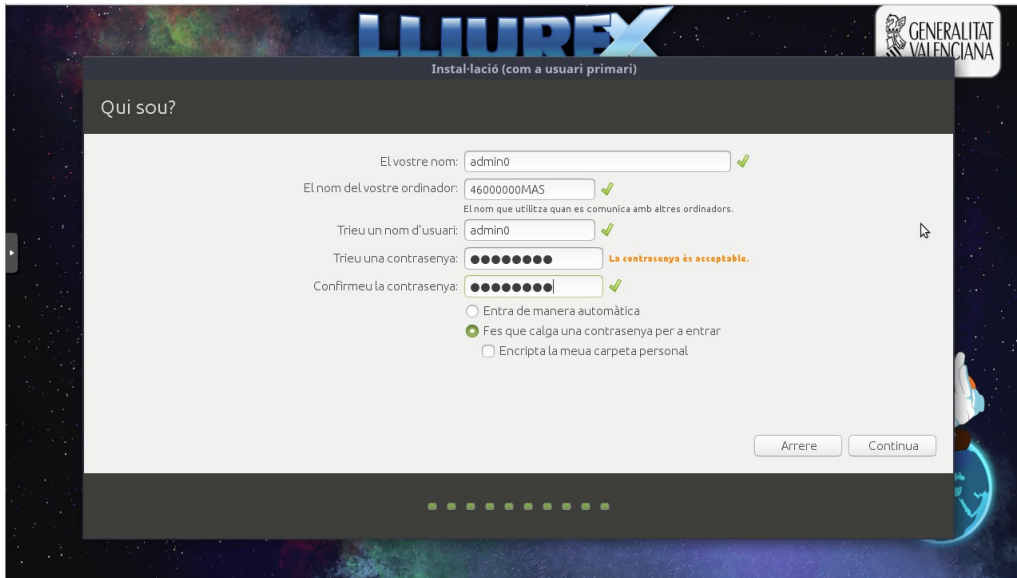 LLIUREX
GENERALITAT
VALENCIANA
Instal·lació (com a usuari primari)
Qui sou?
El vostre nom: admin0
El nom del vostre ordinador: 46000000MAS
El nom que utilitza quan es comunica amb altres ordinadors.
Trieu un nom d'usuari: admin0
Trieu una contrasenya: ●●●●●●●● La contrasenya és acceptable.
Confirmeu la contrasenya: ●●●●●●●●
Entra de manera automàtica
Fes que calga una contrasenya per a entrar
Encripta la meua carpeta personal
Arrere Continua